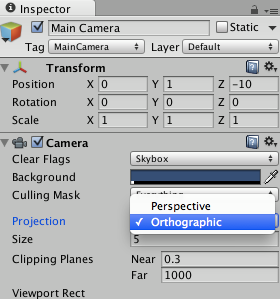 Inspector
Main Camera Static
Tag MainCamera Layer Default
Transform
Position X 0 Y 1 Z -10
Rotation X 0 Y 0 Z 0
Scale X 1 Y 1 Z 1
Camera
Clear Flags Skybox
Background
Culling Mask Everything
Perspective
Projection ✓ Orthographic
Size 5
Clipping Planes Near 0.3
Far 1000
Viewport Rect